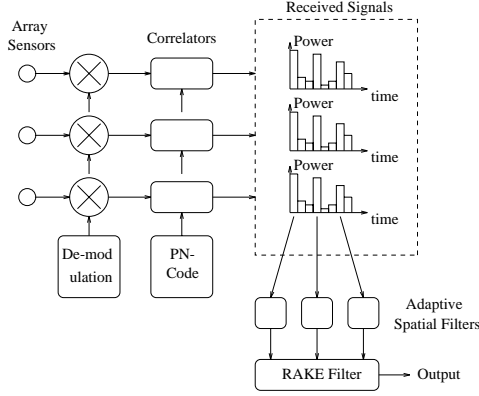 Received Signals
Array
Sensors
Correlators
Power
time
Power
time
Power
time
De-mod
ulation
PN-
Code
Adaptive
Spatial Filters
RAKE Filter
Output